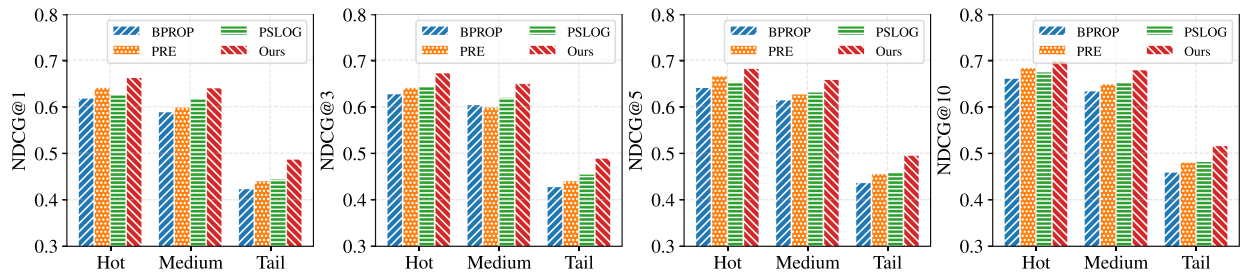 NDCG@1
0.8
0.7
0.6
0.5
0.4
0.3
BPROP
PRE
PSLOG
Ours
Hot Medium Tail
NDCG@3
0.8
0.7
0.6
0.5
0.4
0.3
BPROP
PRE
PSLOG
Ours
Hot Medium Tail
NDCG@5
0.8
0.7
0.6
0.5
0.4
0.3
BPROP
PRE
PSLOG
Ours
Hot Medium Tail
NDCG@10
0.8
0.7
0.6
0.5
0.4
0.3
BPROP
PRE
PSLOG
Ours
Hot Medium Tail